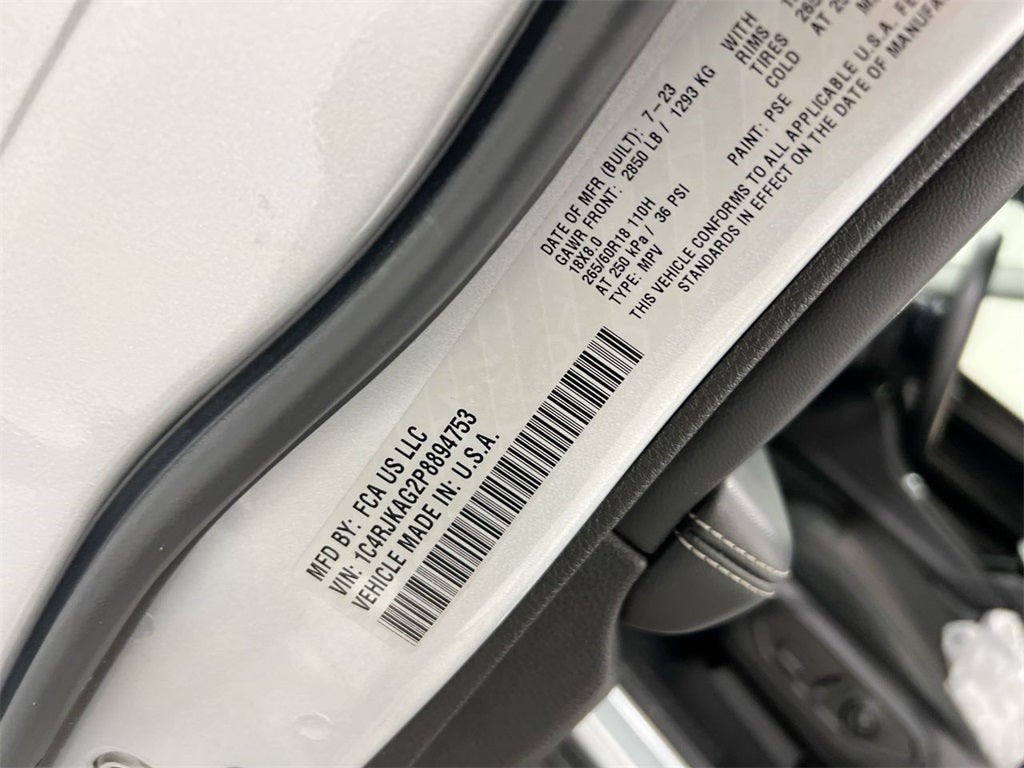 MFD BY: FCA US LLC
VIN: 1C4RJKAG2P8894753
VEHICLE MADE IN: U.S.A.
DATE OF MFR (BUILT): 7-23
GAWR FRONT: 2850 LB / 1293 KG WITH
18X8.0 RIMS
265/60R18 110H TIRES
AT 250 kPa / 36 PSI COLD
TYPE: MPV PAINT: PSE
THIS VEHICLE CONFORMS TO ALL APPLICABLE U.S.A. FE
STANDARDS IN EFFECT ON THE DATE OF MANUFA